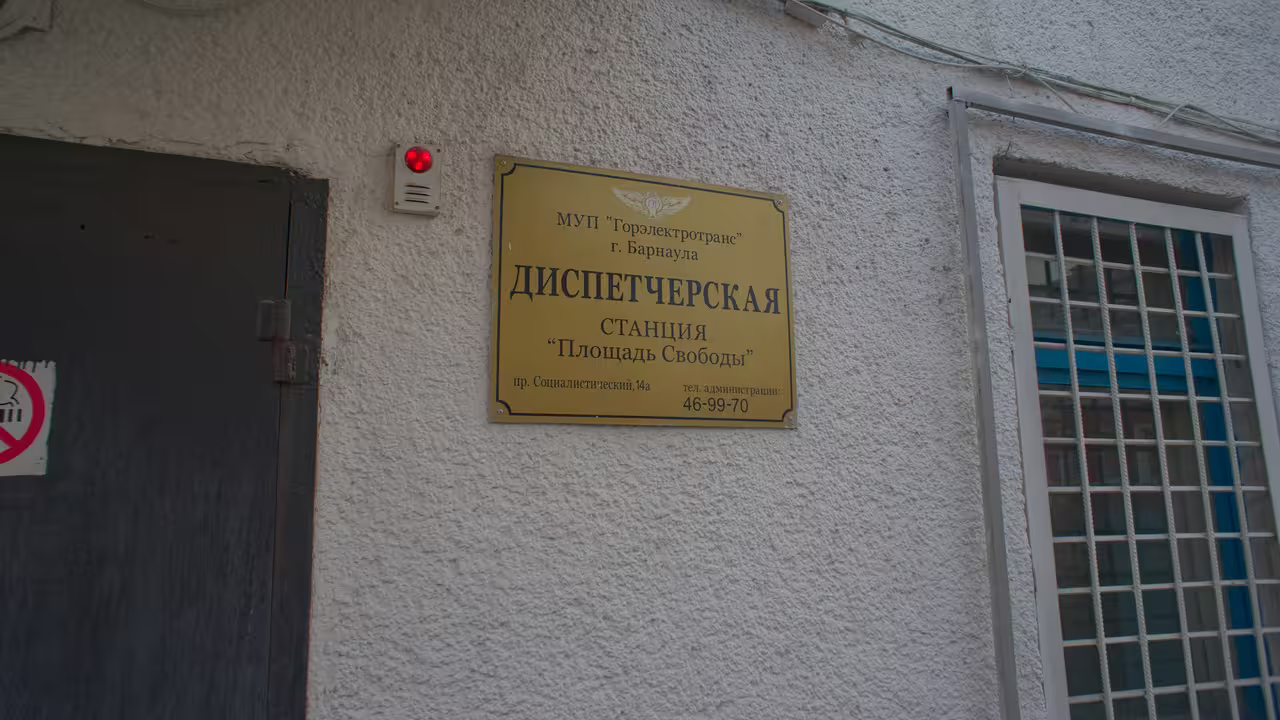 МУП "Горэлектротранс"
г. Барнаула
ДИСПЕТЧЕРСКАЯ
СТАНЦИЯ
“Площадь Свободы”
пр. Социалистический, 14а
тел. администрации:
46-99-70